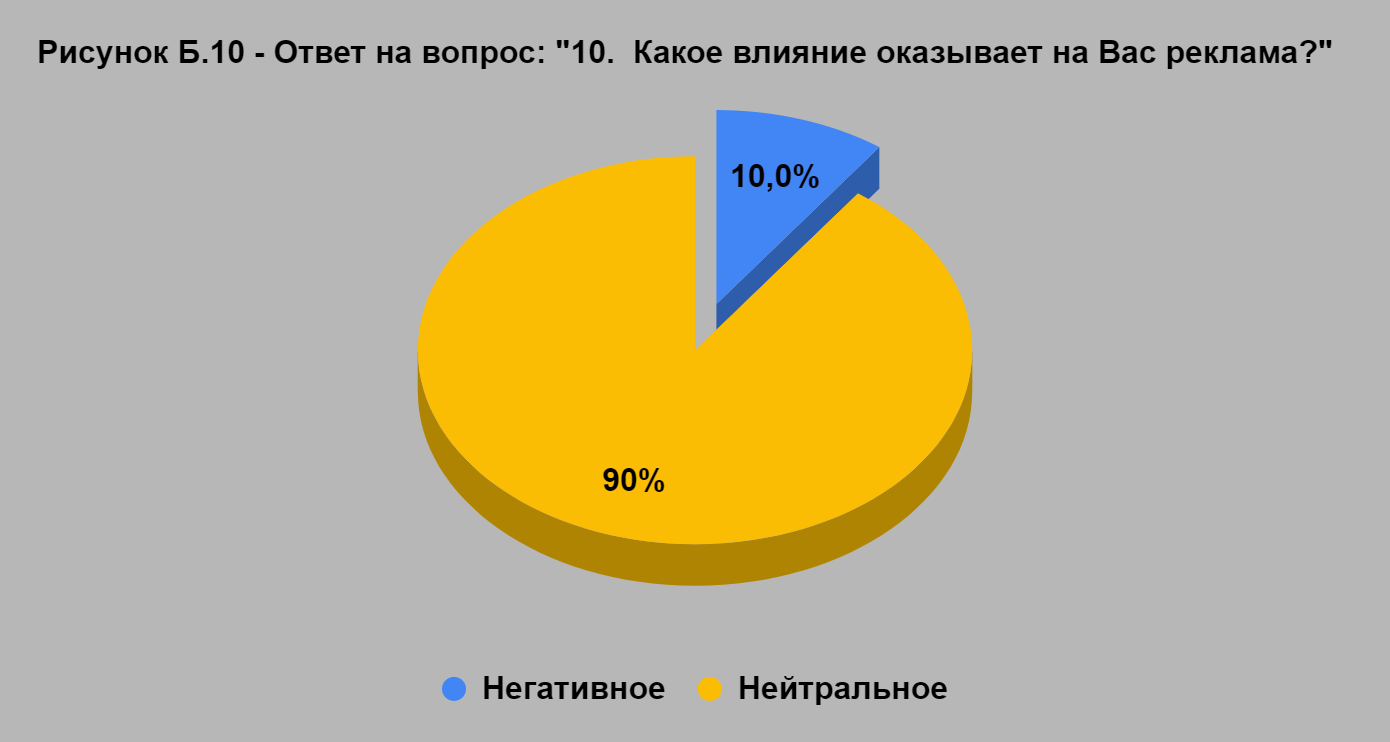 Рисунок Б.10 - Ответ на вопрос: "10.  Какое влияние оказывает на Вас реклама?"
10,0%
90%
Негативное
Нейтральное